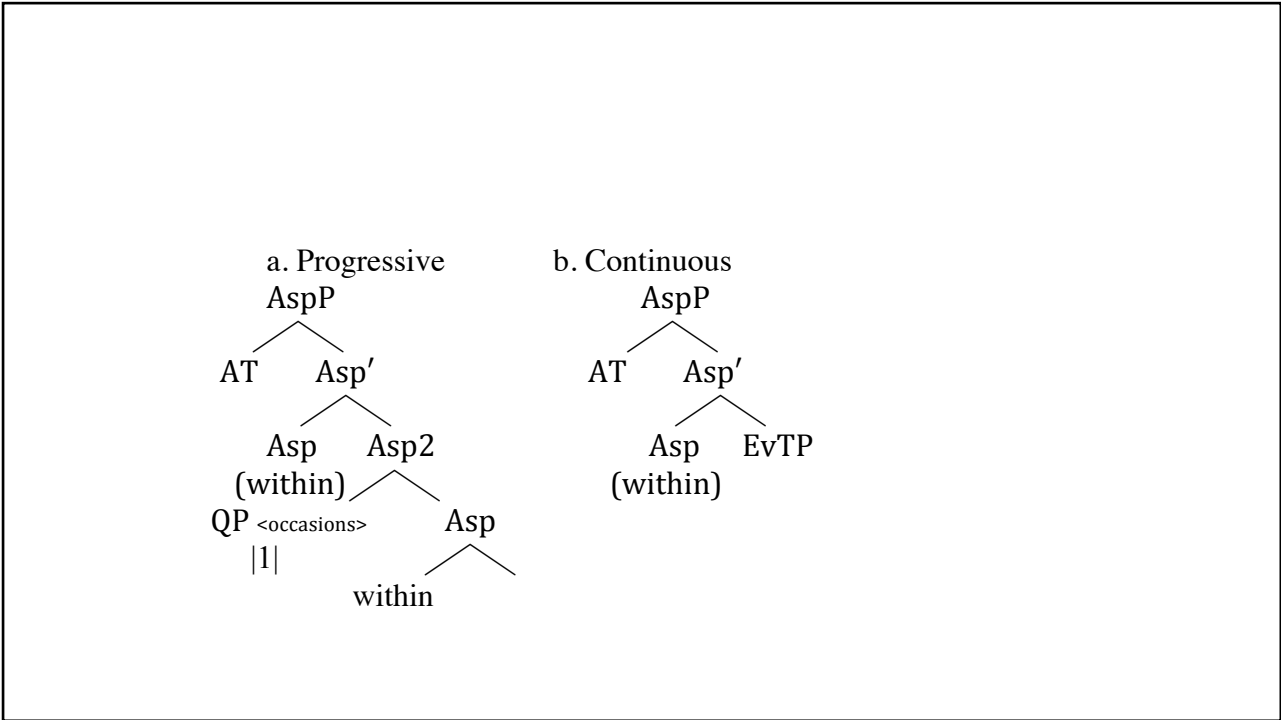 a. Progressive b. Continuous
AspP AspP
AT Asp′ AT Asp′
Asp Asp2 Asp EvTP
(within) (within)
QP <occasions> Asp
|1|
within